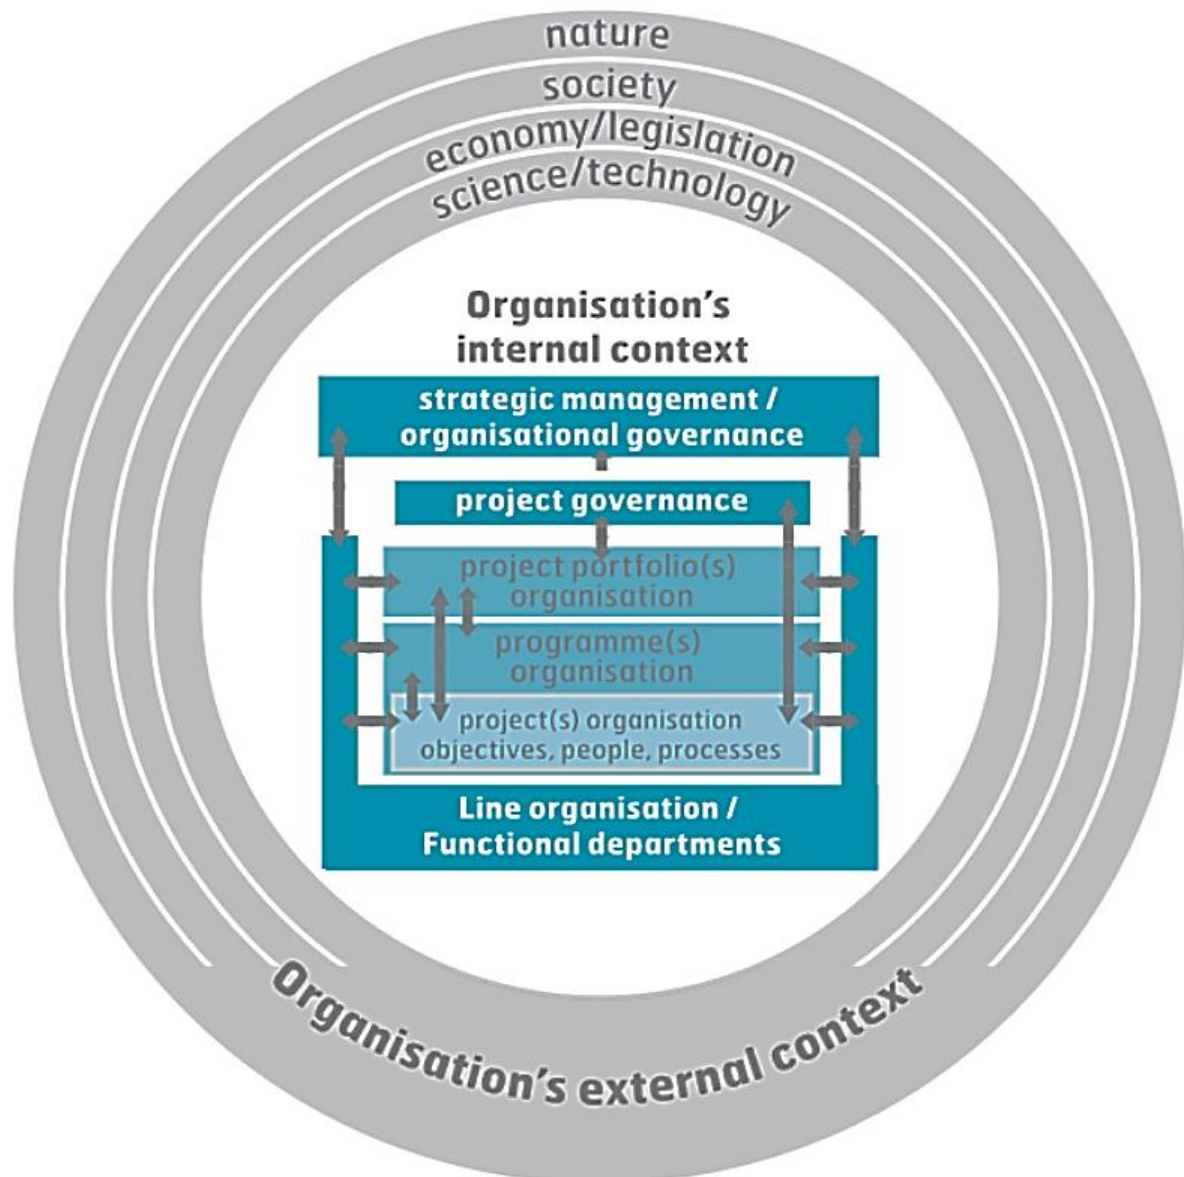 nature
society
economy/legislation
science/technology
Organisation's
internal context
strategic management /
organisational governance
project governance
project portfolio(s)
organisation
programme(s)
organisation
project(s) organisation
objectives, people, processes
Line organisation /
Functional departments
Organisation's external context